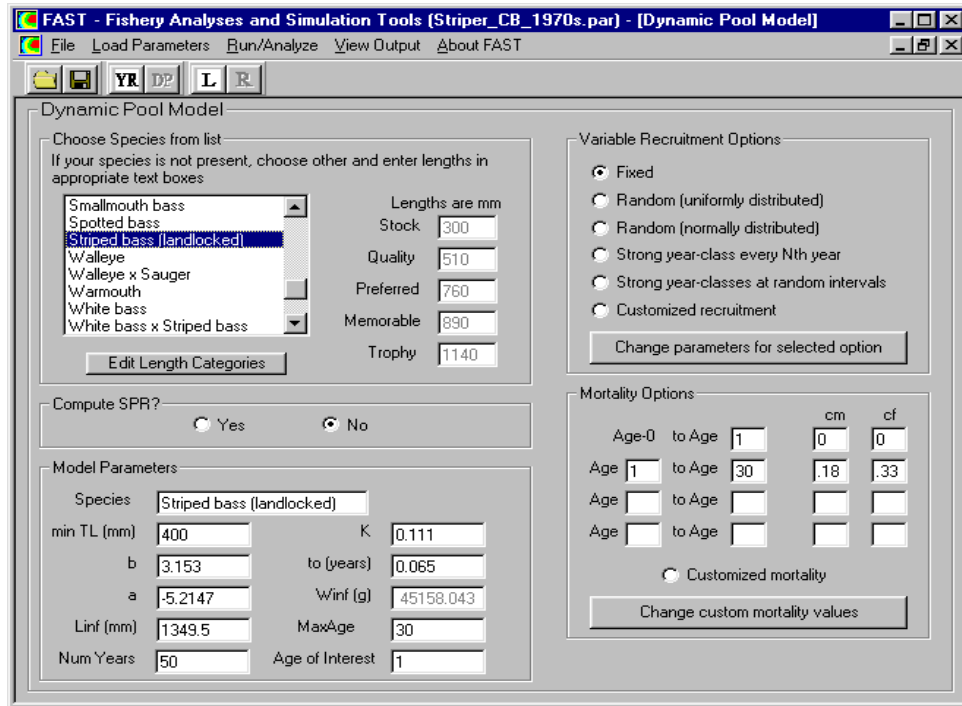 FAST - Fishery Analyses and Simulation Tools (Striper_CB_1970s.par) - [Dynamic Pool Model]
File Load Parameters Run/Analyze View Output About FAST
YR DP L R
Dynamic Pool Model
Choose Species from list
If your species is not present, choose other and enter lengths in
appropriate text boxes
Smallmouth bass
Spotted bass
Striped bass (landlocked)
Walleye
Walleye x Sauger
Warmouth
White bass
White bass x Striped bass
Edit Length Categories
Lengths are mm
Stock 300
Quality 510
Preferred 760
Memorable 890
Trophy 1140
Compute SPR?
Yes No
Model Parameters
Species Striped bass (landlocked)
min TL (mm) 400 K 0.111
b 3.153 to (years) 0.065
a -5.2147 Winf (g) 45158.043
Linf (mm) 1349.5 MaxAge 30
Num Years 50 Age of Interest 1
Variable Recruitment Options
Fixed
Random (uniformly distributed)
Random (normally distributed)
Strong year-class every Nth year
Strong year-classes at random intervals
Customized recruitment
Change parameters for selected option
Mortality Options
cm cf
Age-0 to Age 1 0 0
Age 1 to Age 30 .18 .33
Age to Age
Age to Age
Customized mortality
Change custom mortality values